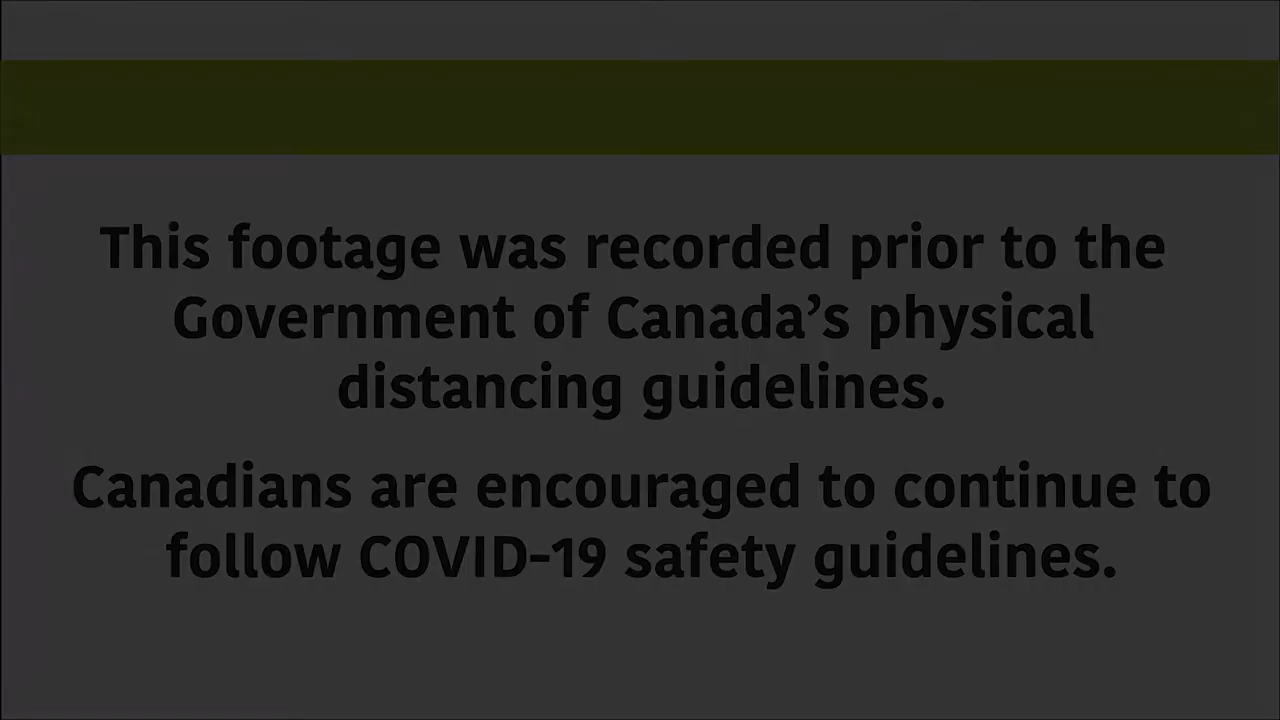 This footage was recorded prior to the
Government of Canada’s physical
distancing guidelines.
Canadians are encouraged to continue to
follow COVID-19 safety guidelines.